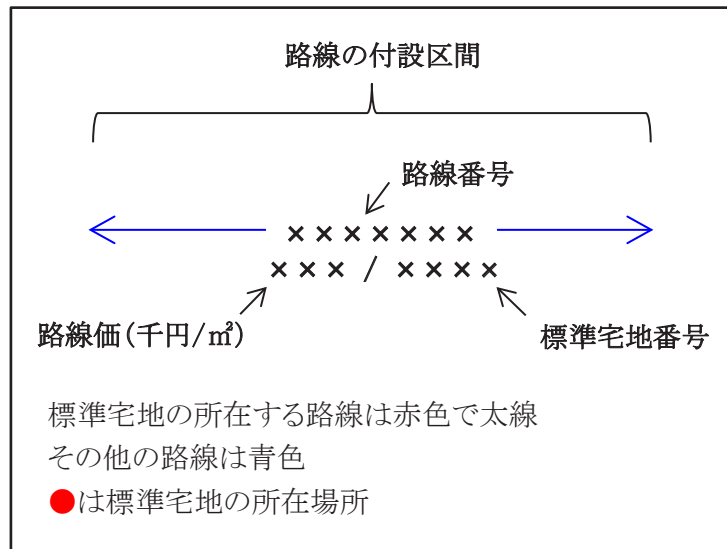 路線の付設区間
路線番号
×××××××
×××/××××
路線価(千円/㎡)
標準宅地番号
標準宅地の所在する路線は赤色で太線
その他の路線は青色
●は標準宅地の所在場所